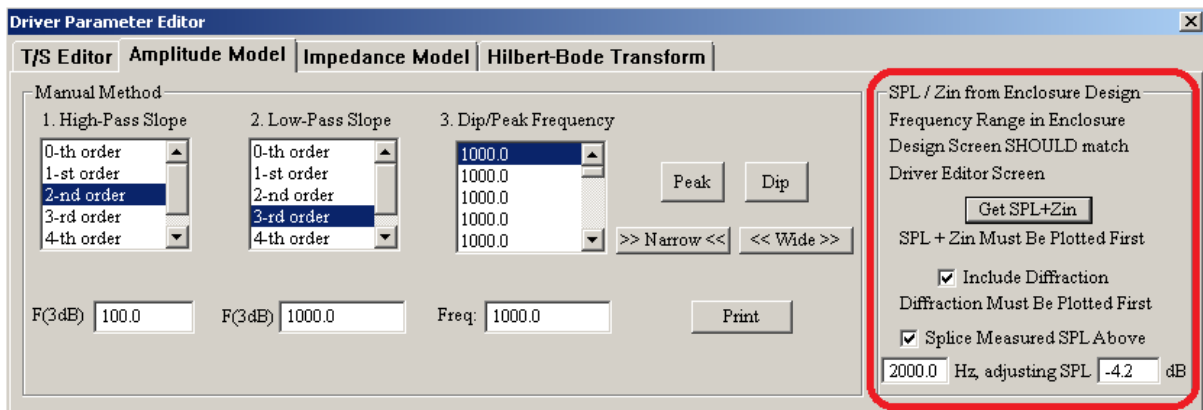 Driver Parameter Editor
T/S Editor Amplitude Model Impedance Model Hilbert-Bode Transform
Manual Method
1. High-Pass Slope
0-th order
1-st order
2-nd order
3-rd order
4-th order
F(3dB) 100.0
2. Low-Pass Slope
0-th order
1-st order
2-nd order
3-rd order
4-th order
F(3dB) 1000.0
3. Dip/Peak Frequency
1000.0
1000.0
1000.0
1000.0
1000.0
Peak Dip
>> Narrow << << Wide >>
Freq: 1000.0
Print
SPL / Zin from Enclosure Design
Frequency Range in Enclosure
Design Screen SHOULD match
Driver Editor Screen
Get SPL+Zin
SPL + Zin Must Be Plotted First
Include Diffraction
Diffraction Must Be Plotted First
Splice Measured SPL Above
2000.0 Hz, adjusting SPL -4.2 dB